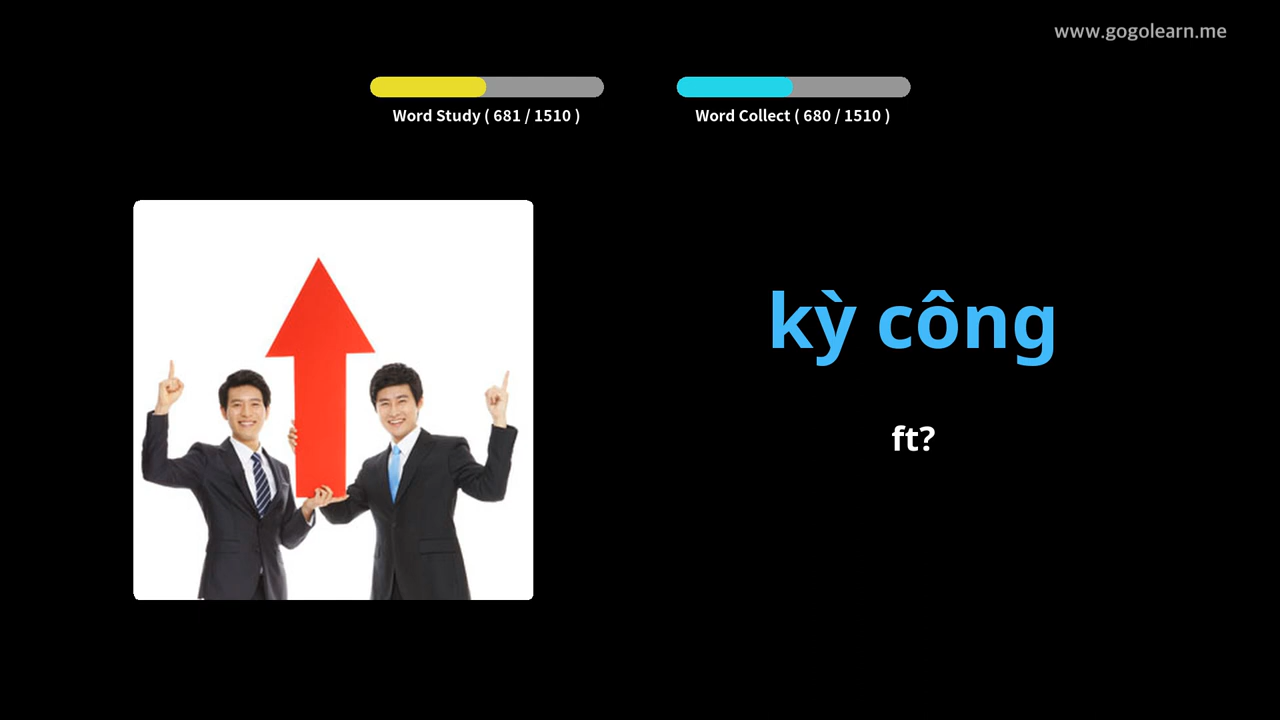 www.gogolearn.me
Word Study ( 681 / 1510 )
Word Collect ( 680 / 1510 )
kỳ công
ft?